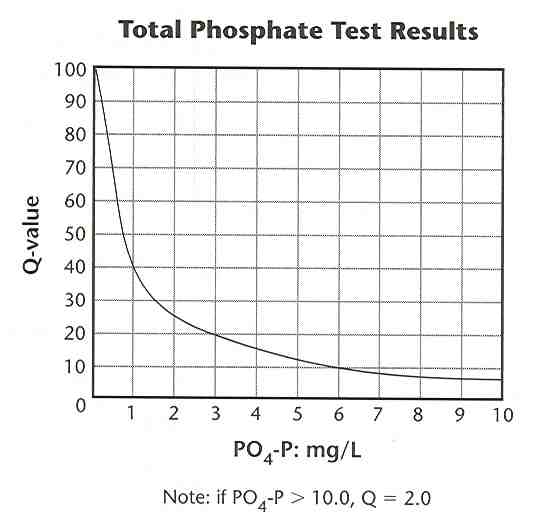 Total Phosphate Test Results
100
90
80
70
60
50
40
30
20
10
0
Q-value
1 2 3 4 5 6 7 8 9 10
PO₄-P: mg/L
Note: if PO₄-P > 10.0, Q = 2.0